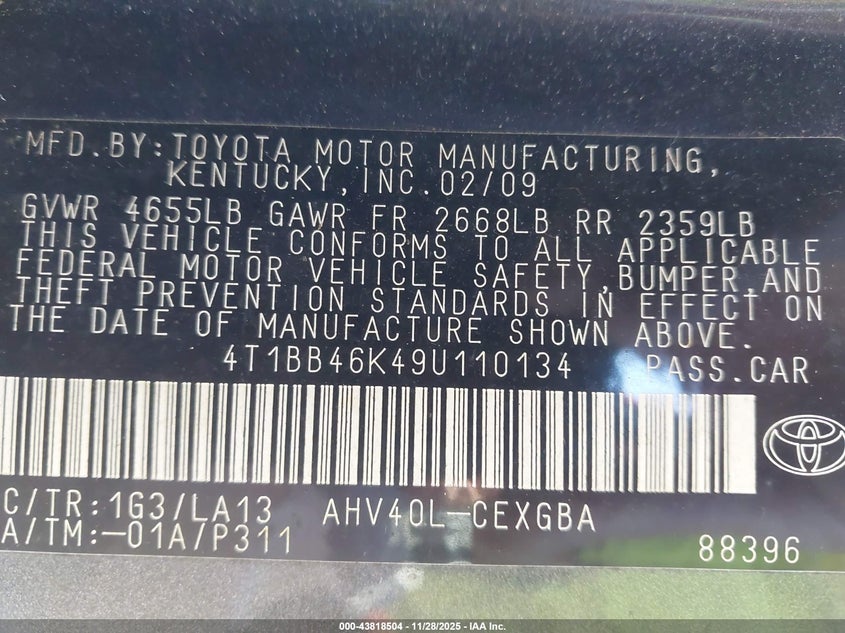 MFD.BY:TOYOTA MOTOR MANUFACTURING,
KENTUCKY,INC.02/09
GVWR 4655LB GAWR FR 2668LB RR 2359LB
THIS VEHICLE CONFORMS TO ALL APPLICABLE
FEDERAL MOTOR VEHICLE SAFETY,BUMPER,AND
THEFT PREVENTION STANDARDS IN EFFECT ON
THE DATE OF MANUFACTURE SHOWN ABOVE.
4T1BB46K49U110134 PASS.CAR
C/TR:1G3/LA13 AHV40L-CEXGBA
A/TM:-01A/P311
88396
000-43818504 | 11/28/2025 - IAA Inc.